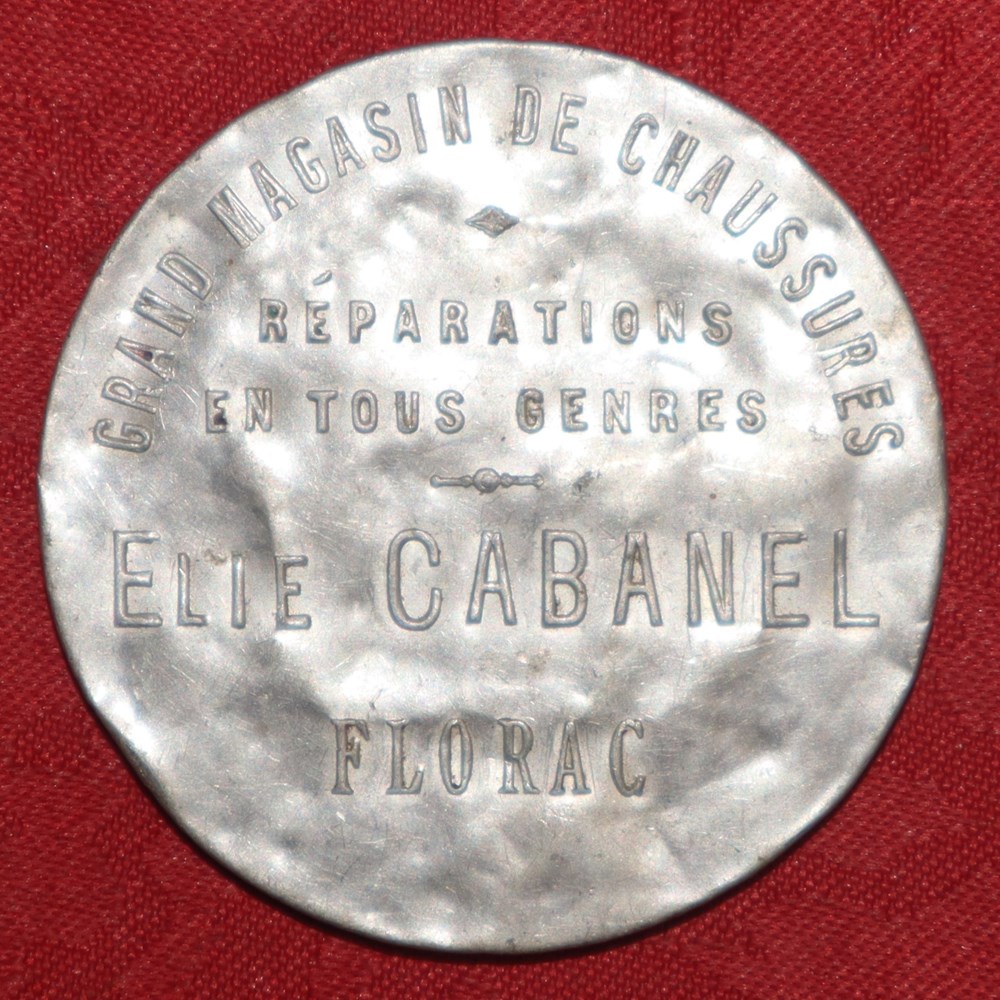 GRAND MAGASIN DE CHAUSSURES
RÉPARATIONS
EN TOUS GENRES
ELIE CABANEL
FLORAC